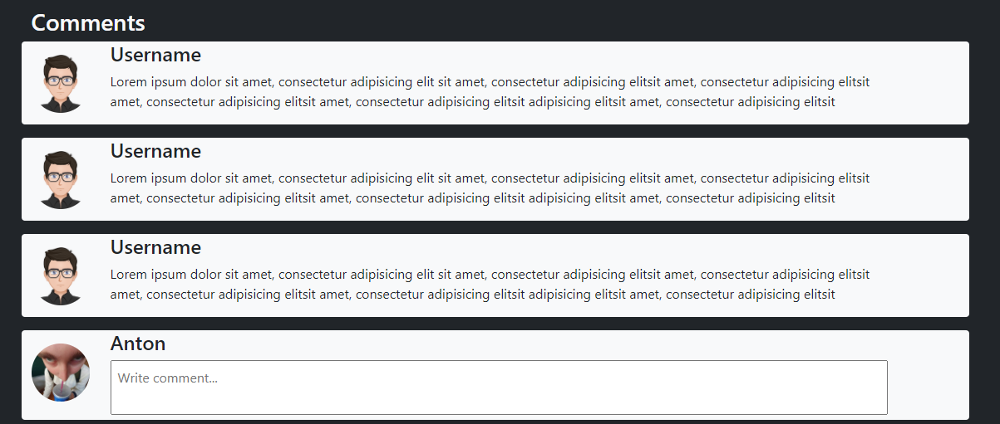 Comments
Username
Lorem ipsum dolor sit amet, consectetur adipisicing elit sit amet, consectetur adipisicing elitsit amet, consectetur adipisicing elitsit
amet, consectetur adipisicing elitsit amet, consectetur adipisicing elitsit adipisicing elitsit amet, consectetur adipisicing elitsit
Username
Lorem ipsum dolor sit amet, consectetur adipisicing elit sit amet, consectetur adipisicing elitsit amet, consectetur adipisicing elitsit
amet, consectetur adipisicing elitsit amet, consectetur adipisicing elitsit adipisicing elitsit amet, consectetur adipisicing elitsit
Username
Lorem ipsum dolor sit amet, consectetur adipisicing elit sit amet, consectetur adipisicing elitsit amet, consectetur adipisicing elitsit
amet, consectetur adipisicing elitsit amet, consectetur adipisicing elitsit adipisicing elitsit amet, consectetur adipisicing elitsit
Anton
Write comment...